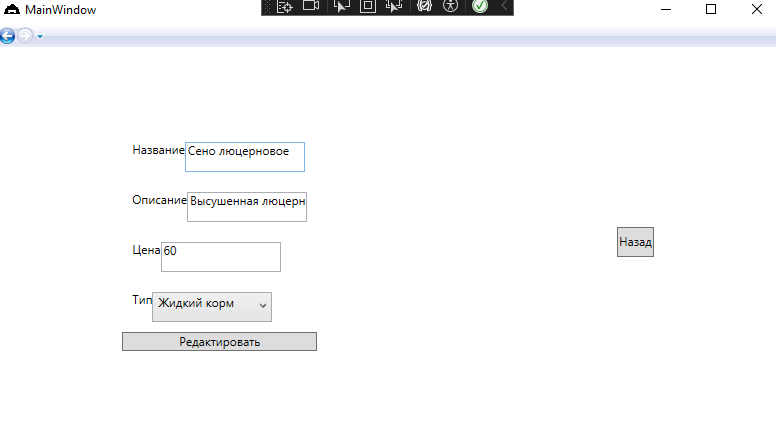 MainWindow
Название Сено люцерновое
Описание Высушенная люцерн
Цена 60
Назад
Тип Жидкий корм
Редактировать